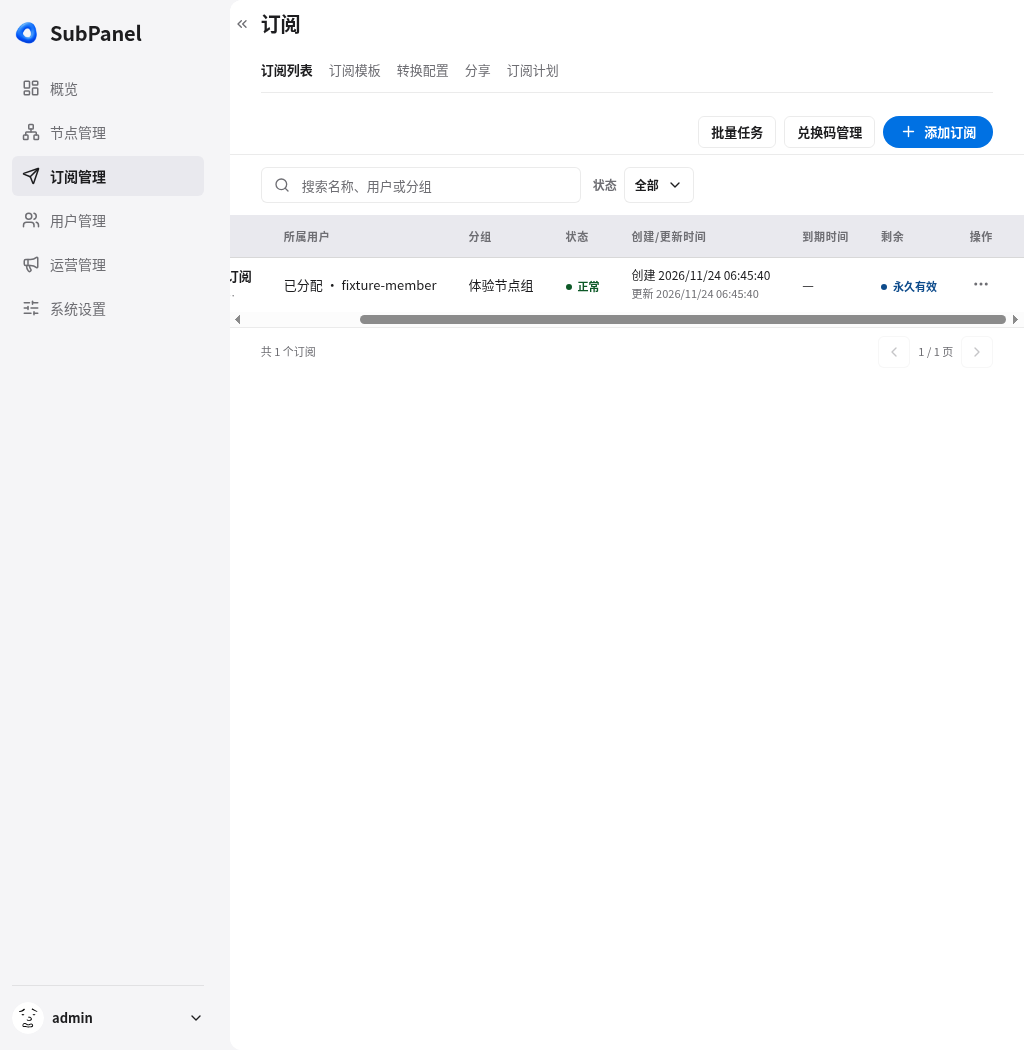 SubPanel
概览
节点管理
订阅管理
用户管理
运营管理
系统设置
admin
订阅
订阅列表 订阅模板 转换配置 分享 订阅计划
批量任务 兑换码管理 添加订阅
搜索名称、用户或分组 状态 全部
所属用户 分组 状态 创建/更新时间 到期时间 剩余 操作
订阅 已分配 • fixture-member 体验节点组 正常 创建 2026/11/24 06:45:40 — 永久有效
更新 2026/11/24 06:45:40
共 1 个订阅 1 / 1 页